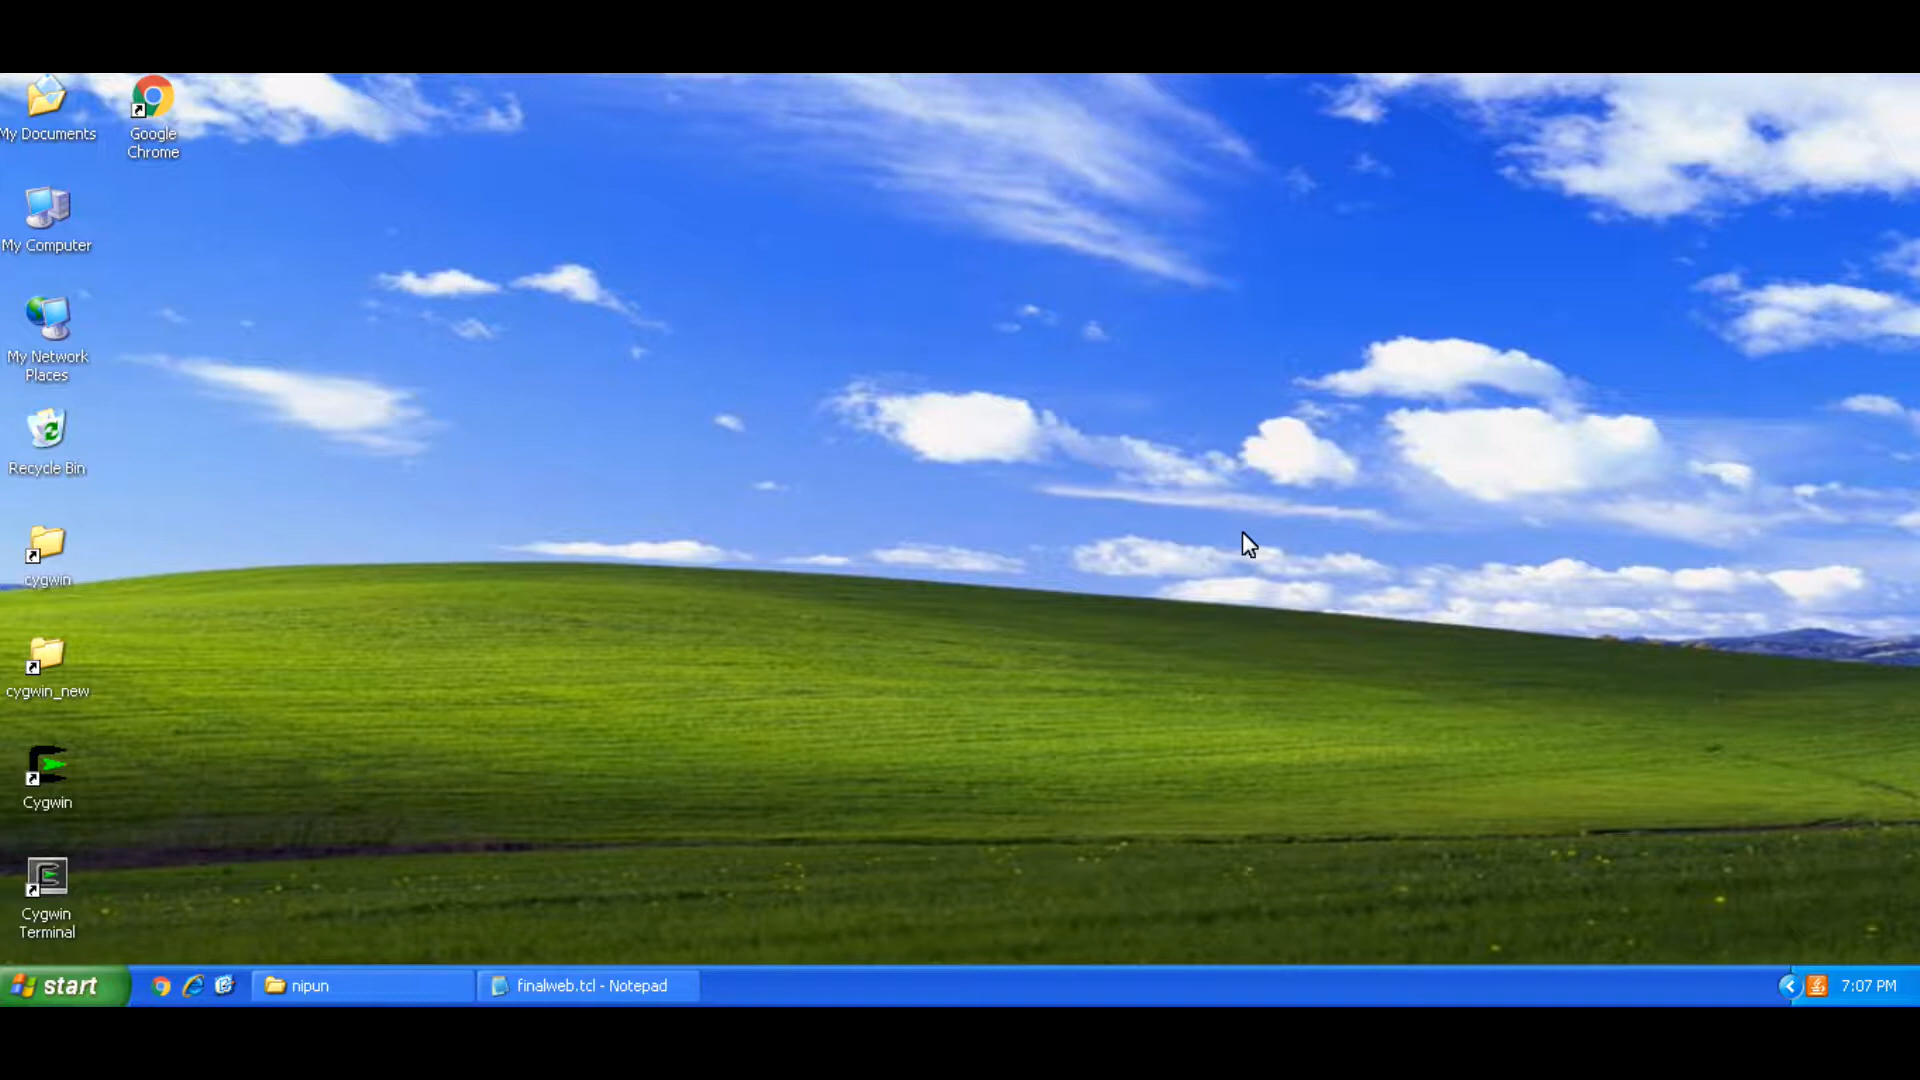 My Documents
Google
Chrome
My Computer
My Network
Places
Recycle Bin
cygwin
cygwin_new
Cygwin
Cygwin
Terminal
start
nipun
finalweb.tcl - Notepad
7:07 PM